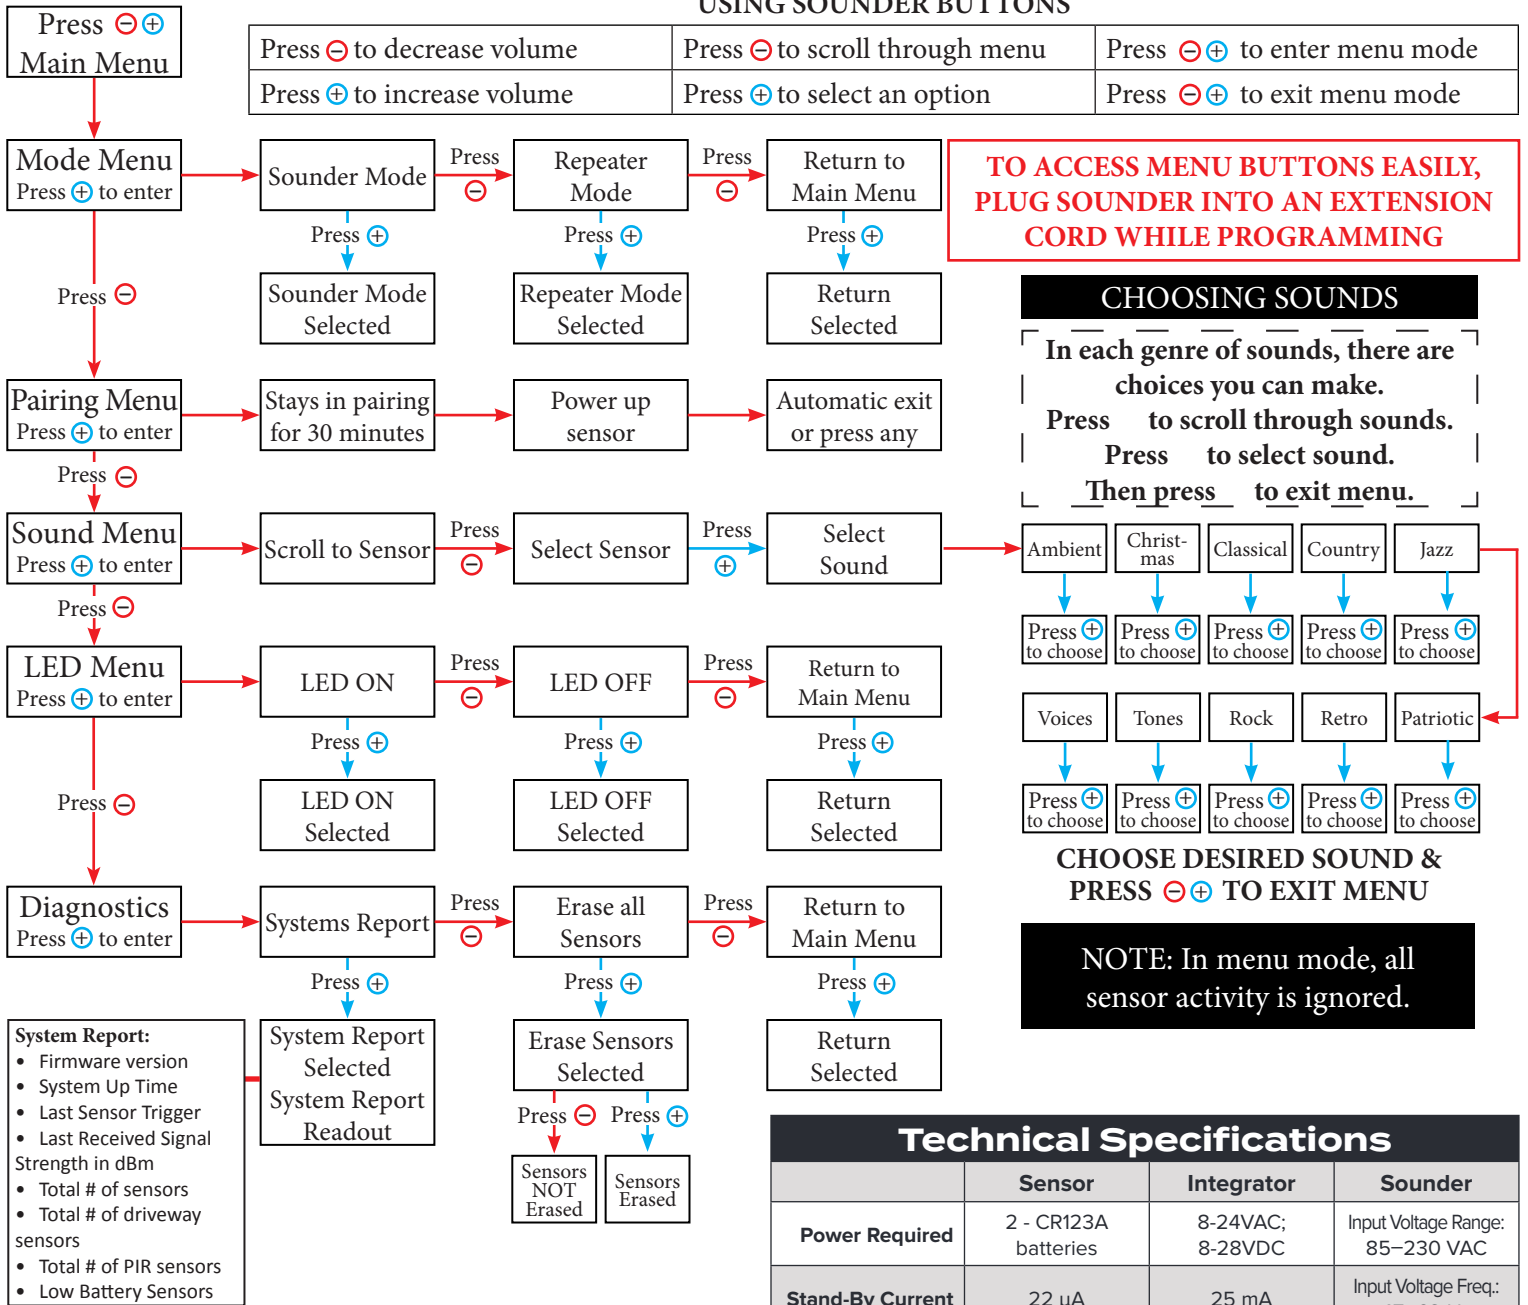 USING SOUNDER BUTTONS
Press ⊖ ⊕
Main Menu
Press ⊖ to decrease volume
Press ⊖ to scroll through menu
Press ⊖ ⊕ to enter menu mode
Press ⊕ to increase volume
Press ⊕ to select an option
Press ⊖ ⊕ to exit menu mode
Mode Menu
Press ⊕ to enter
Sounder Mode
Press
⊖
Repeater
Mode
Press
⊖
Return to
Main Menu
Press ⊕
Press ⊕
Press ⊕
Sounder Mode
Selected
Repeater Mode
Selected
Return
Selected
TO ACCESS MENU BUTTONS EASILY,
PLUG SOUNDER INTO AN EXTENSION
CORD WHILE PROGRAMMING
Press ⊖
Pairing Menu
Press ⊕ to enter
Stays in pairing
for 30 minutes
Power up
sensor
Automatic exit
or press any
CHOOSING SOUNDS
In each genre of sounds, there are
choices you can make.
Press to scroll through sounds.
Press to select sound.
Then press to exit menu.
Press ⊖
Sound Menu
Press ⊕ to enter
Scroll to Sensor
Press
⊖
Select Sensor
Press
⊕
Select
Sound
Ambient
Christ-
mas
Classical
Country
Jazz
Press ⊕
to choose
Press ⊕
to choose
Press ⊕
to choose
Press ⊕
to choose
Press ⊕
to choose
Voices
Tones
Rock
Retro
Patriotic
Press ⊕
to choose
Press ⊕
to choose
Press ⊕
to choose
Press ⊕
to choose
Press ⊕
to choose
CHOOSE DESIRED SOUND &
PRESS ⊖ ⊕ TO EXIT MENU
Press ⊖
LED Menu
Press ⊕ to enter
LED ON
Press
⊖
LED OFF
Press
⊖
Return to
Main Menu
Press ⊕
Press ⊕
Press ⊕
LED ON
Selected
LED OFF
Selected
Return
Selected
Press ⊖
Diagnostics
Press ⊕ to enter
Systems Report
Press
⊖
Erase all
Sensors
Press
⊖
Return to
Main Menu
Press ⊕
Press ⊕
Press ⊕
System Report
Selected
System Report
Readout
Erase Sensors
Selected
Return
Selected
Press ⊖
Press ⊕
Sensors
NOT
Erased
Sensors
Erased
NOTE: In menu mode, all
sensor activity is ignored.
System Report:
• Firmware version
• System Up Time
• Last Sensor Trigger
• Last Received Signal
Strength in dBm
• Total # of sensors
• Total # of driveway
sensors
• Total # of PIR sensors
• Low Battery Sensors
Technical Specifications
Sensor
Integrator
Sounder
Power Required
2 - CR123A
batteries
8-24VAC;
8-28VDC
Input Voltage Range:
85–230 VAC
Stand-By Current
22 uA
25 mA
Input Voltage Freq.: